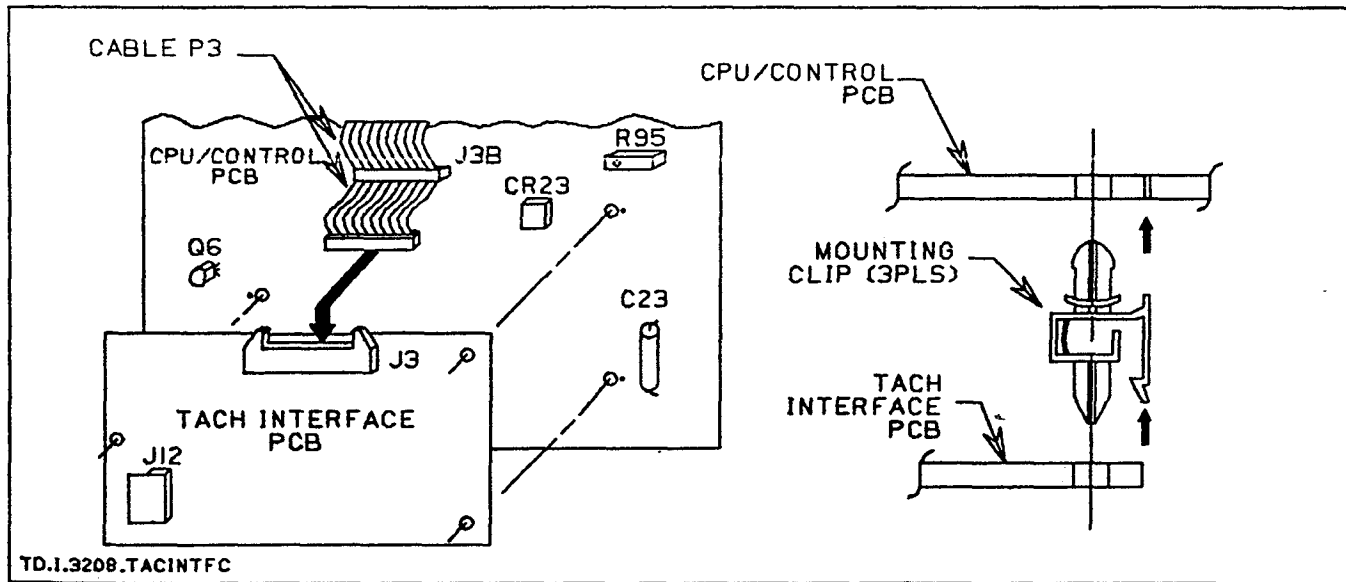 CABLE P3
CPU/CONTROL
PCB
J3B
R95
CR23
Q6
C23
J3
TACH INTERFACE
PCB
J12
CPU/CONTROL
PCB
MOUNTING
CLIP (3PLS)
TACH
INTERFACE
PCB
TD.I.3208.TACINTFC